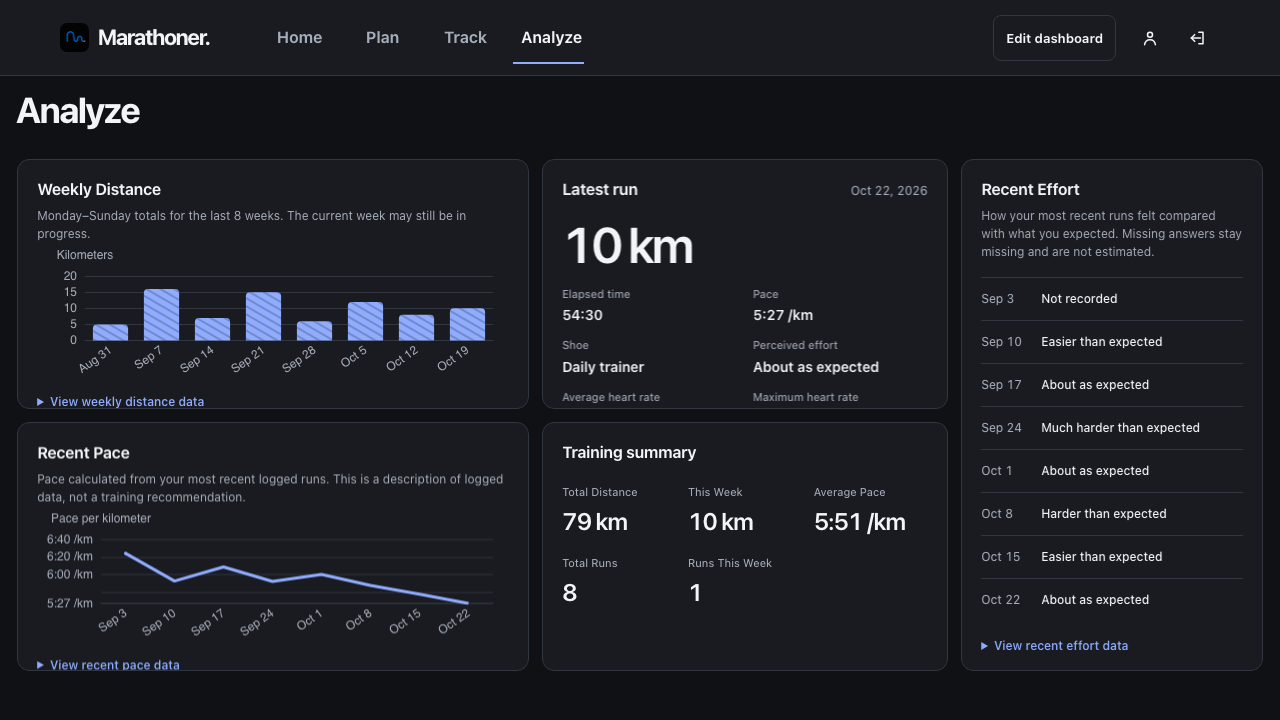 Marathoner.
Home
Plan
Track
Analyze
Edit dashboard
Analyze
Weekly Distance
Monday–Sunday totals for the last 8 weeks. The current week may still be in
progress.
Kilometers
20
15
10
5
0
Aug 31
Sep 7
Sep 14
Sep 21
Sep 28
Oct 5
Oct 12
Oct 19
View weekly distance data
Latest run
Oct 22, 2026
10 km
Elapsed time
Pace
54:30
5:27 /km
Shoe
Perceived effort
Daily trainer
About as expected
Average heart rate
Maximum heart rate
Recent Effort
How your most recent runs felt compared
with what you expected. Missing answers stay
missing and are not estimated.
Sep 3 Not recorded
Sep 10 Easier than expected
Sep 17 About as expected
Sep 24 Much harder than expected
Oct 1 About as expected
Oct 8 Harder than expected
Oct 15 Easier than expected
Oct 22 About as expected
View recent effort data
Recent Pace
Pace calculated from your most recent logged runs. This is a description of logged
data, not a training recommendation.
Pace per kilometer
6:40 /km
6:20 /km
6:00 /km
5:27 /km
Sep 3
Sep 10
Sep 17
Sep 24
Oct 1
Oct 8
Oct 15
Oct 22
View recent pace data
Training summary
Total Distance
This Week
Average Pace
79 km
10 km
5:51 /km
Total Runs
Runs This Week
8
1